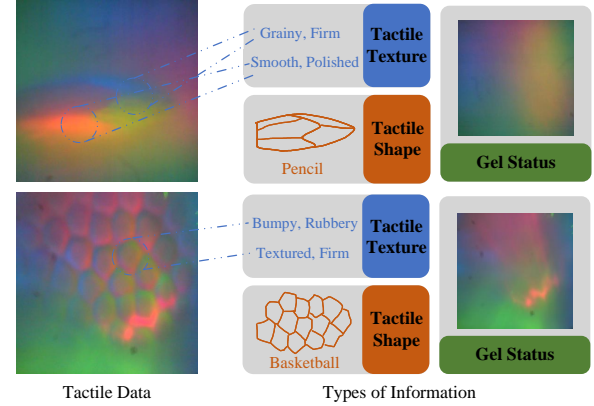 Grainy, Firm
Smooth, Polished
Tactile
Texture
Pencil
Tactile
Shape
Gel Status
Bumpy, Rubbery
Textured, Firm
Tactile
Texture
Basketball
Tactile
Shape
Gel Status
Tactile Data
Types of Information